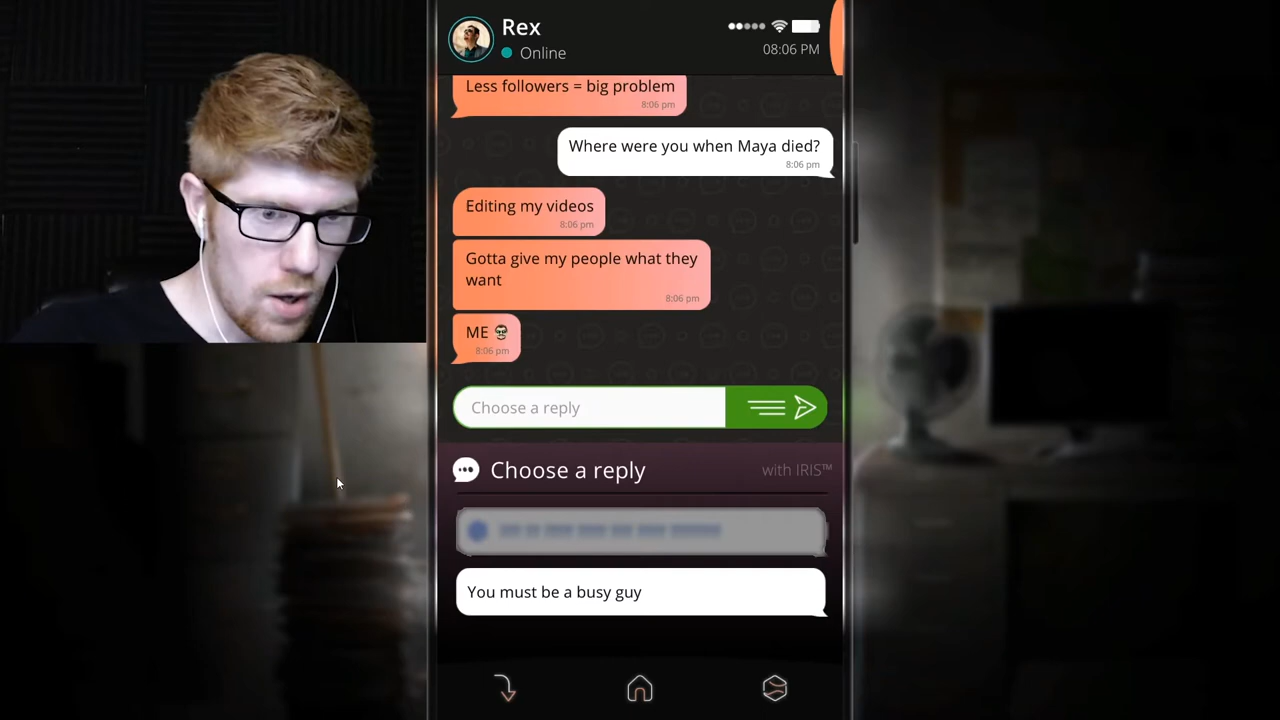 Rex
Online
08:06 PM
Less followers = big problem
8:06 pm
Where were you when Maya died?
8:06 pm
Editing my videos
8:06 pm
Gotta give my people what they
want
8:06 pm
ME
8:06 pm
Choose a reply
Choose a reply
with IRIS™
You must be a busy guy